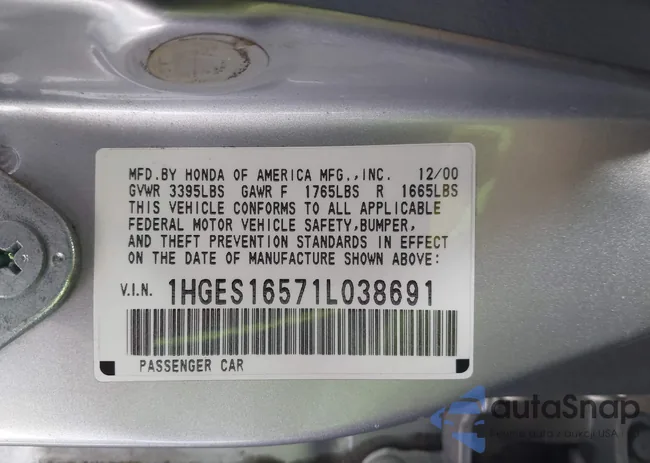 MFD.BY HONDA OF AMERICA MFG.,INC. 12/00
GVWR 3395LBS GAWR F 1765LBS R 1665LBS
THIS VEHICLE CONFORMS TO ALL APPLICABLE
FEDERAL MOTOR VEHICLE SAFETY,BUMPER,
AND THEFT PREVENTION STANDARDS IN EFFECT
ON THE DATE OF MANUFACTURE SHOWN ABOVE:
V.I.N. 1HGES16571L038691
PASSENGER CAR
autaSnap
USA